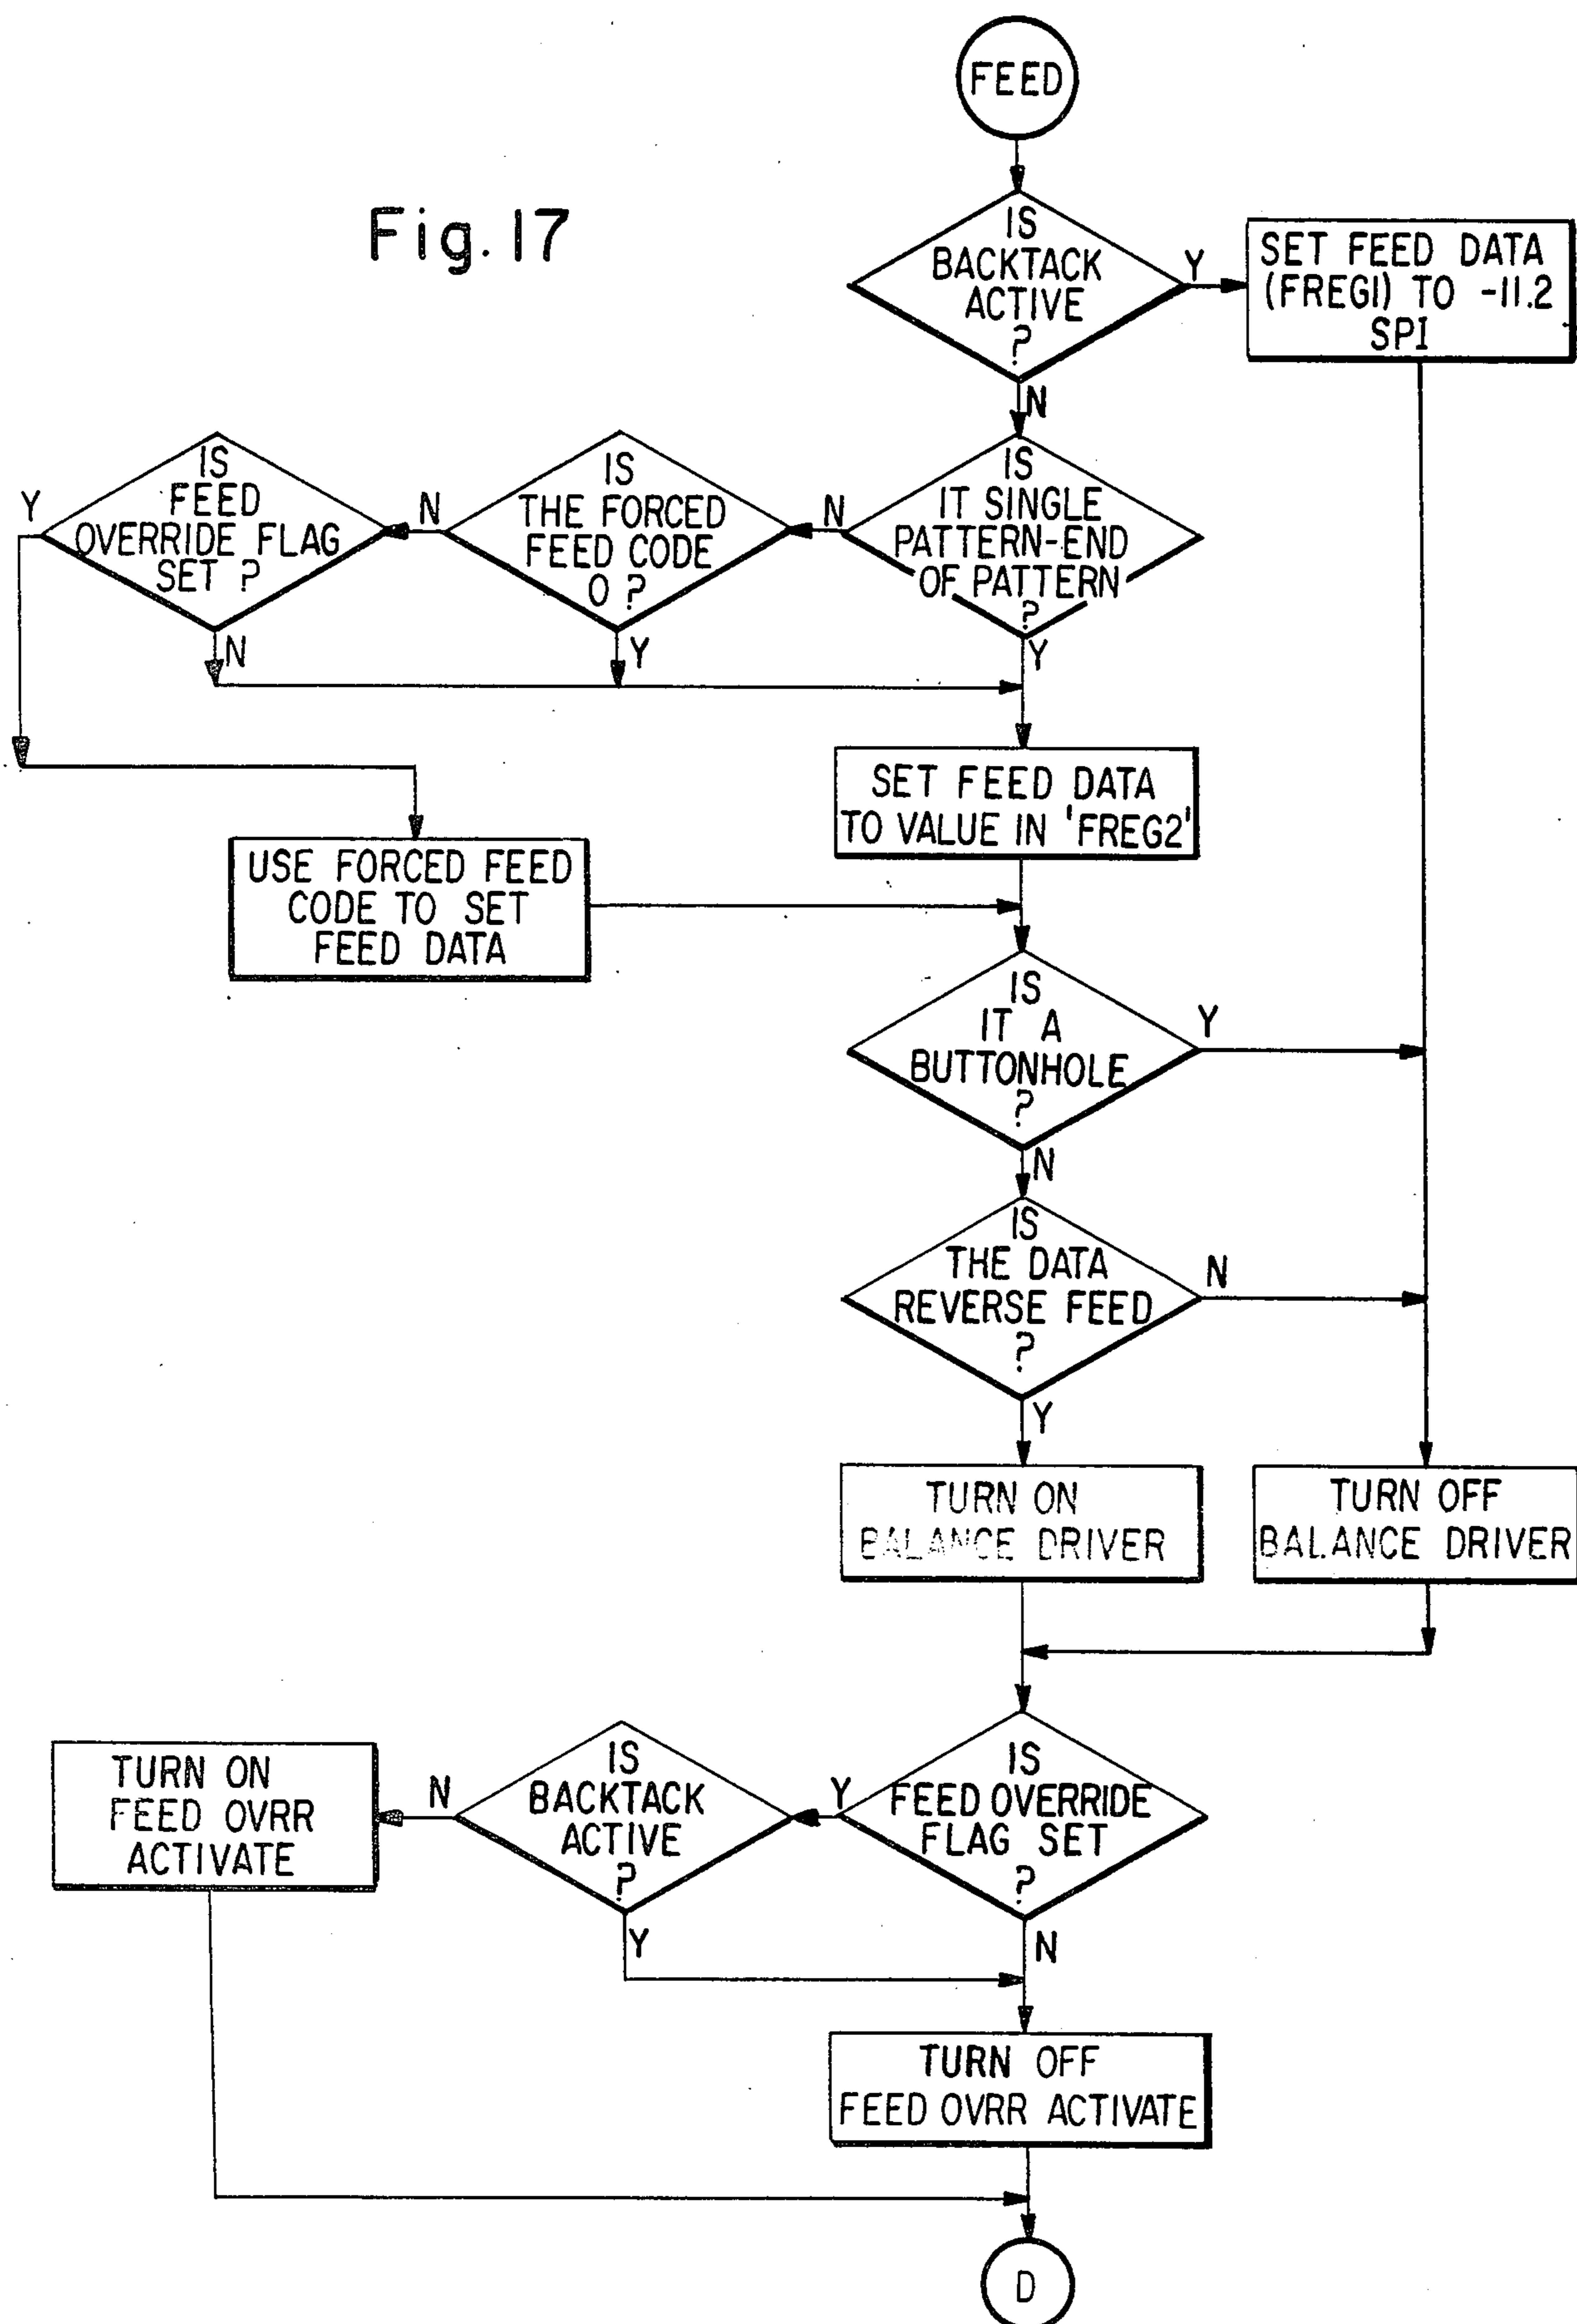 FEED
Fig. 17
IS
BACKTACK
ACTIVE
?
Y
SET FEED DATA
(FREG1) TO -11.2
SPI
N
IS
FEED
OVERRIDE FLAG
SET ?
Y
N
IS
THE FORCED
FEED CODE
0 ?
N
Y
IS
IT SINGLE
PATTERN-END
OF PATTERN
?
N
Y
SET FEED DATA
TO VALUE IN 'FREG2'
USE FORCED FEED
CODE TO SET
FEED DATA
IS
IT A
BUTTONHOLE
?
Y
N
IS
THE DATA
REVERSE FEED
?
N
Y
TURN ON
BALANCE DRIVER
TURN OFF
BALANCE DRIVER
TURN ON
FEED OVRR
ACTIVATE
N
IS
BACKTACK
ACTIVE
?
Y
Y
IS
FEED OVERRIDE
FLAG SET
?
N
TURN OFF
FEED OVRR ACTIVATE
D